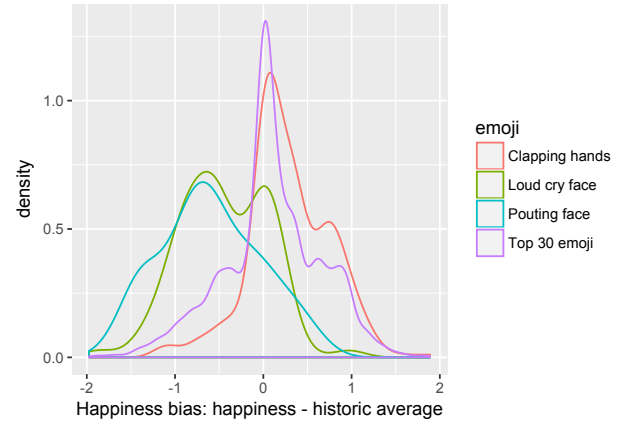 1.0
0.5
0.0
density
-2
-1
0
1
2
Happiness bias: happiness - historic average
emoji
Clapping hands
Loud cry face
Pouting face
Top 30 emoji